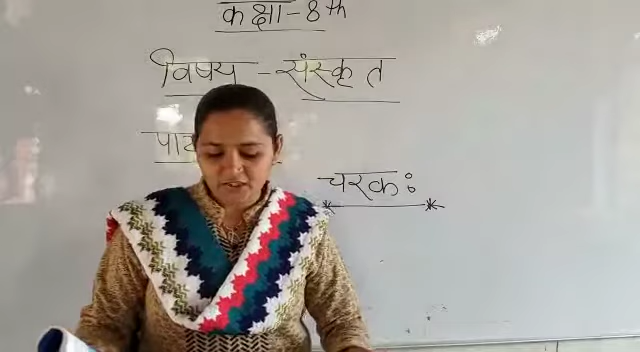 कक्षा - 8th
विषय - संस्कृत
चरकः